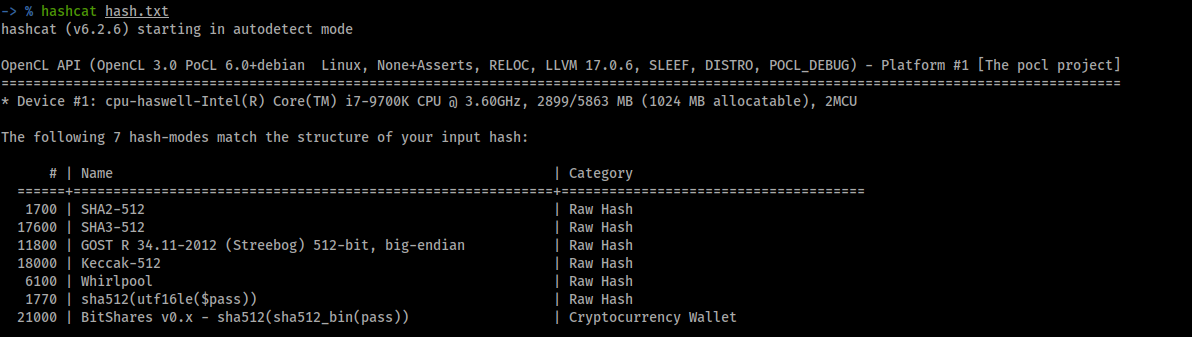 -> % hashcat hash.txt
hashcat (v6.2.6) starting in autodetect mode
OpenCL API (OpenCL 3.0 PoCL 6.0+debian  Linux, None+Asserts, RELOC, LLVM 17.0.6, SLEEF, DISTRO, POCL_DEBUG) - Platform #1 [The pocl project]
============================================================================================================================================
* Device #1: cpu-haswell-Intel(R) Core(TM) i7-9700K CPU @ 3.60GHz, 2899/5863 MB (1024 MB allocatable), 2MCU
The following 7 hash-modes match the structure of your input hash:
      # | Name                                                       | Category
  ======+============================================================+======================================
   1700 | SHA2-512                                                   | Raw Hash
  17600 | SHA3-512                                                   | Raw Hash
  11800 | GOST R 34.11-2012 (Streebog) 512-bit, big-endian           | Raw Hash
  18000 | Keccak-512                                                 | Raw Hash
   6100 | Whirlpool                                                  | Raw Hash
   1770 | sha512(utf16le($pass))                                     | Raw Hash
  21000 | BitShares v0.x - sha512(sha512_bin(pass))                  | Cryptocurrency Wallet